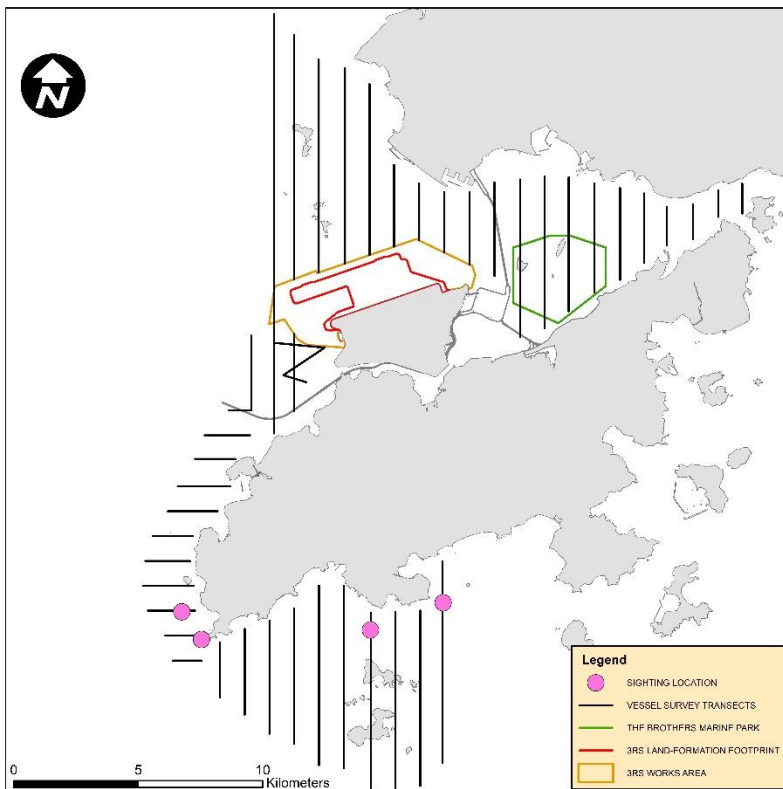 N
Legend
SIGHTING LOCATION
VESSEL SURVEY TRANSECTS
THE BROTHERS MARINE PARK
3RS LAND-FORMATION FOOTPRINT
3RS WORKS AREA
0 5 10
Kilometers